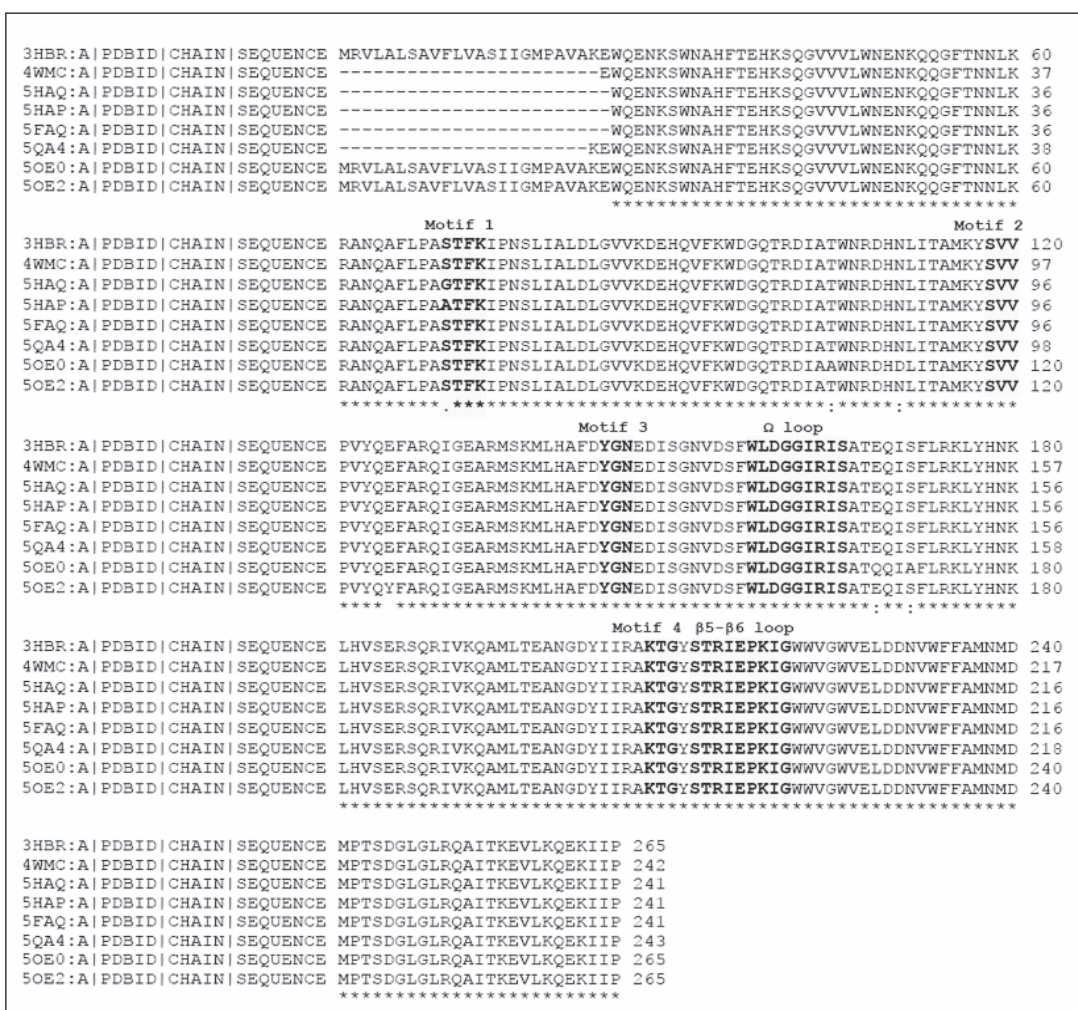 3HBR:A|PDBID|CHAIN|SEQUENCE MRVLALSAVFLVASIIGMPAVAKEWQENKSWNAHFTEHKSQGVVVLWNENKQQGFTNNLK 60
4WMC:A|PDBID|CHAIN|SEQUENCE -----------------------EWQENKSWNAHFTEHKSQGVVVLWNENKQQGFTNNLK 37
5HAQ:A|PDBID|CHAIN|SEQUENCE ------------------------WQENKSWNAHFTEHKSQGVVVLWNENKQQGFTNNLK 36
5HAP:A|PDBID|CHAIN|SEQUENCE ------------------------WQENKSWNAHFTEHKSQGVVVLWNENKQQGFTNNLK 36
5FAQ:A|PDBID|CHAIN|SEQUENCE ------------------------WQENKSWNAHFTEHKSQGVVVLWNENKQQGFTNNLK 36
5QA4:A|PDBID|CHAIN|SEQUENCE ----------------------KEWQENKSWNAHFTEHKSQGVVVLWNENKQQGFTNNLK 38
5OE0:A|PDBID|CHAIN|SEQUENCE MRVLALSAVFLVASIIGMPAVAKEWQENKSWNAHFTEHKSQGVVVLWNENKQQGFTNNLK 60
5OE2:A|PDBID|CHAIN|SEQUENCE MRVLALSAVFLVASIIGMPAVAKEWQENKSWNAHFTEHKSQGVVVLWNENKQQGFTNNLK 60
************************************
Motif 1 Motif 2
3HBR:A|PDBID|CHAIN|SEQUENCE RANQAFLPASTFKIPNSLIALDLGVVKDEHQVFKWDGQTRDIATWNRDHNLITAMKYSVV 120
4WMC:A|PDBID|CHAIN|SEQUENCE RANQAFLPASTFKIPNSLIALDLGVVKDEHQVFKWDGQTRDIATWNRDHNLITAMKYSVV 97
5HAQ:A|PDBID|CHAIN|SEQUENCE RANQAFLPAGTFKIPNSLIALDLGVVKDEHQVFKWDGQTRDIATWNRDHNLITAMKYSVV 96
5HAP:A|PDBID|CHAIN|SEQUENCE RANQAFLPAATFKIPNSLIALDLGVVKDEHQVFKWDGQTRDIATWNRDHNLITAMKYSVV 96
5FAQ:A|PDBID|CHAIN|SEQUENCE RANQAFLPASTFKIPNSLIALDLGVVKDEHQVFKWDGQTRDIATWNRDHNLITAMKYSVV 96
5QA4:A|PDBID|CHAIN|SEQUENCE RANQAFLPASTFKIPNSLIALDLGVVKDEHQVFKWDGQTRDIATWNRDHNLITAMKYSVV 98
5OE0:A|PDBID|CHAIN|SEQUENCE RANQAFLPASTFKIPNSLIALDLGVVKDEHQVFKWDGQTRDIAAWNRDHDLITAMKYSVV 120
5OE2:A|PDBID|CHAIN|SEQUENCE RANQAFLPASTFKIPNSLIALDLGVVKDEHQVFKWDGQTRDIATWNRDHNLITAMKYSVV 120
*********.*********************************:*****:**********
Motif 3 Ω loop
3HBR:A|PDBID|CHAIN|SEQUENCE PVYQEFARQIGEARMSKMLHAFDYGNEDISGNVDSFWLDGGIRISATEQISFLRKLYHNK 180
4WMC:A|PDBID|CHAIN|SEQUENCE PVYQEFARQIGEARMSKMLHAFDYGNEDISGNVDSFWLDGGIRISATEQISFLRKLYHNK 157
5HAQ:A|PDBID|CHAIN|SEQUENCE PVYQEFARQIGEARMSKMLHAFDYGNEDISGNVDSFWLDGGIRISATEQISFLRKLYHNK 156
5HAP:A|PDBID|CHAIN|SEQUENCE PVYQEFARQIGEARMSKMLHAFDYGNEDISGNVDSFWLDGGIRISATEQISFLRKLYHNK 156
5FAQ:A|PDBID|CHAIN|SEQUENCE PVYQEFARQIGEARMSKMLHAFDYGNEDISGNVDSFWLDGGIRISATEQISFLRKLYHNK 156
5QA4:A|PDBID|CHAIN|SEQUENCE PVYQEFARQIGEARMSKMLHAFDYGNEDISGNVDSFWLDGGIRISATEQISFLRKLYHNK 158
5OE0:A|PDBID|CHAIN|SEQUENCE PVYQEFARQIGEARMSKMLHAFDYGNEDISGNVDSFWLDGGIRISATQQIAFLRKLYHNK 180
5OE2:A|PDBID|CHAIN|SEQUENCE PVYQYFARQIGEARMSKMLHAFDYGNEDISGNVDSFWLDGGIRISATEQISFLRKLYHNK 180
**** ******************************************:**:*********
Motif 4 β5-β6 loop
3HBR:A|PDBID|CHAIN|SEQUENCE LHVSERSQRIVKQAMLTEANGDYIIRAKTGYSTRIEPKIGWWVGWVELDDNVWFFAMNMD 240
4WMC:A|PDBID|CHAIN|SEQUENCE LHVSERSQRIVKQAMLTEANGDYIIRAKTGYSTRIEPKIGWWVGWVELDDNVWFFAMNMD 217
5HAQ:A|PDBID|CHAIN|SEQUENCE LHVSERSQRIVKQAMLTEANGDYIIRAKTGYSTRIEPKIGWWVGWVELDDNVWFFAMNMD 216
5HAP:A|PDBID|CHAIN|SEQUENCE LHVSERSQRIVKQAMLTEANGDYIIRAKTGYSTRIEPKIGWWVGWVELDDNVWFFAMNMD 216
5FAQ:A|PDBID|CHAIN|SEQUENCE LHVSERSQRIVKQAMLTEANGDYIIRAKTGYSTRIEPKIGWWVGWVELDDNVWFFAMNMD 216
5QA4:A|PDBID|CHAIN|SEQUENCE LHVSERSQRIVKQAMLTEANGDYIIRAKTGYSTRIEPKIGWWVGWVELDDNVWFFAMNMD 218
5OE0:A|PDBID|CHAIN|SEQUENCE LHVSERSQRIVKQAMLTEANGDYIIRAKTGYSTRIEPKIGWWVGWVELDDNVWFFAMNMD 240
5OE2:A|PDBID|CHAIN|SEQUENCE LHVSERSQRIVKQAMLTEANGDYIIRAKTGYSTRIEPKIGWWVGWVELDDNVWFFAMNMD 240
************************************************************
3HBR:A|PDBID|CHAIN|SEQUENCE MPTSDGLGLRQAITKEVLKQEKIIP 265
4WMC:A|PDBID|CHAIN|SEQUENCE MPTSDGLGLRQAITKEVLKQEKIIP 242
5HAQ:A|PDBID|CHAIN|SEQUENCE MPTSDGLGLRQAITKEVLKQEKIIP 241
5HAP:A|PDBID|CHAIN|SEQUENCE MPTSDGLGLRQAITKEVLKQEKIIP 241
5FAQ:A|PDBID|CHAIN|SEQUENCE MPTSDGLGLRQAITKEVLKQEKIIP 241
5QA4:A|PDBID|CHAIN|SEQUENCE MPTSDGLGLRQAITKEVLKQEKIIP 243
5OE0:A|PDBID|CHAIN|SEQUENCE MPTSDGLGLRQAITKEVLKQEKIIP 265
5OE2:A|PDBID|CHAIN|SEQUENCE MPTSDGLGLRQAITKEVLKQEKIIP 265
*************************